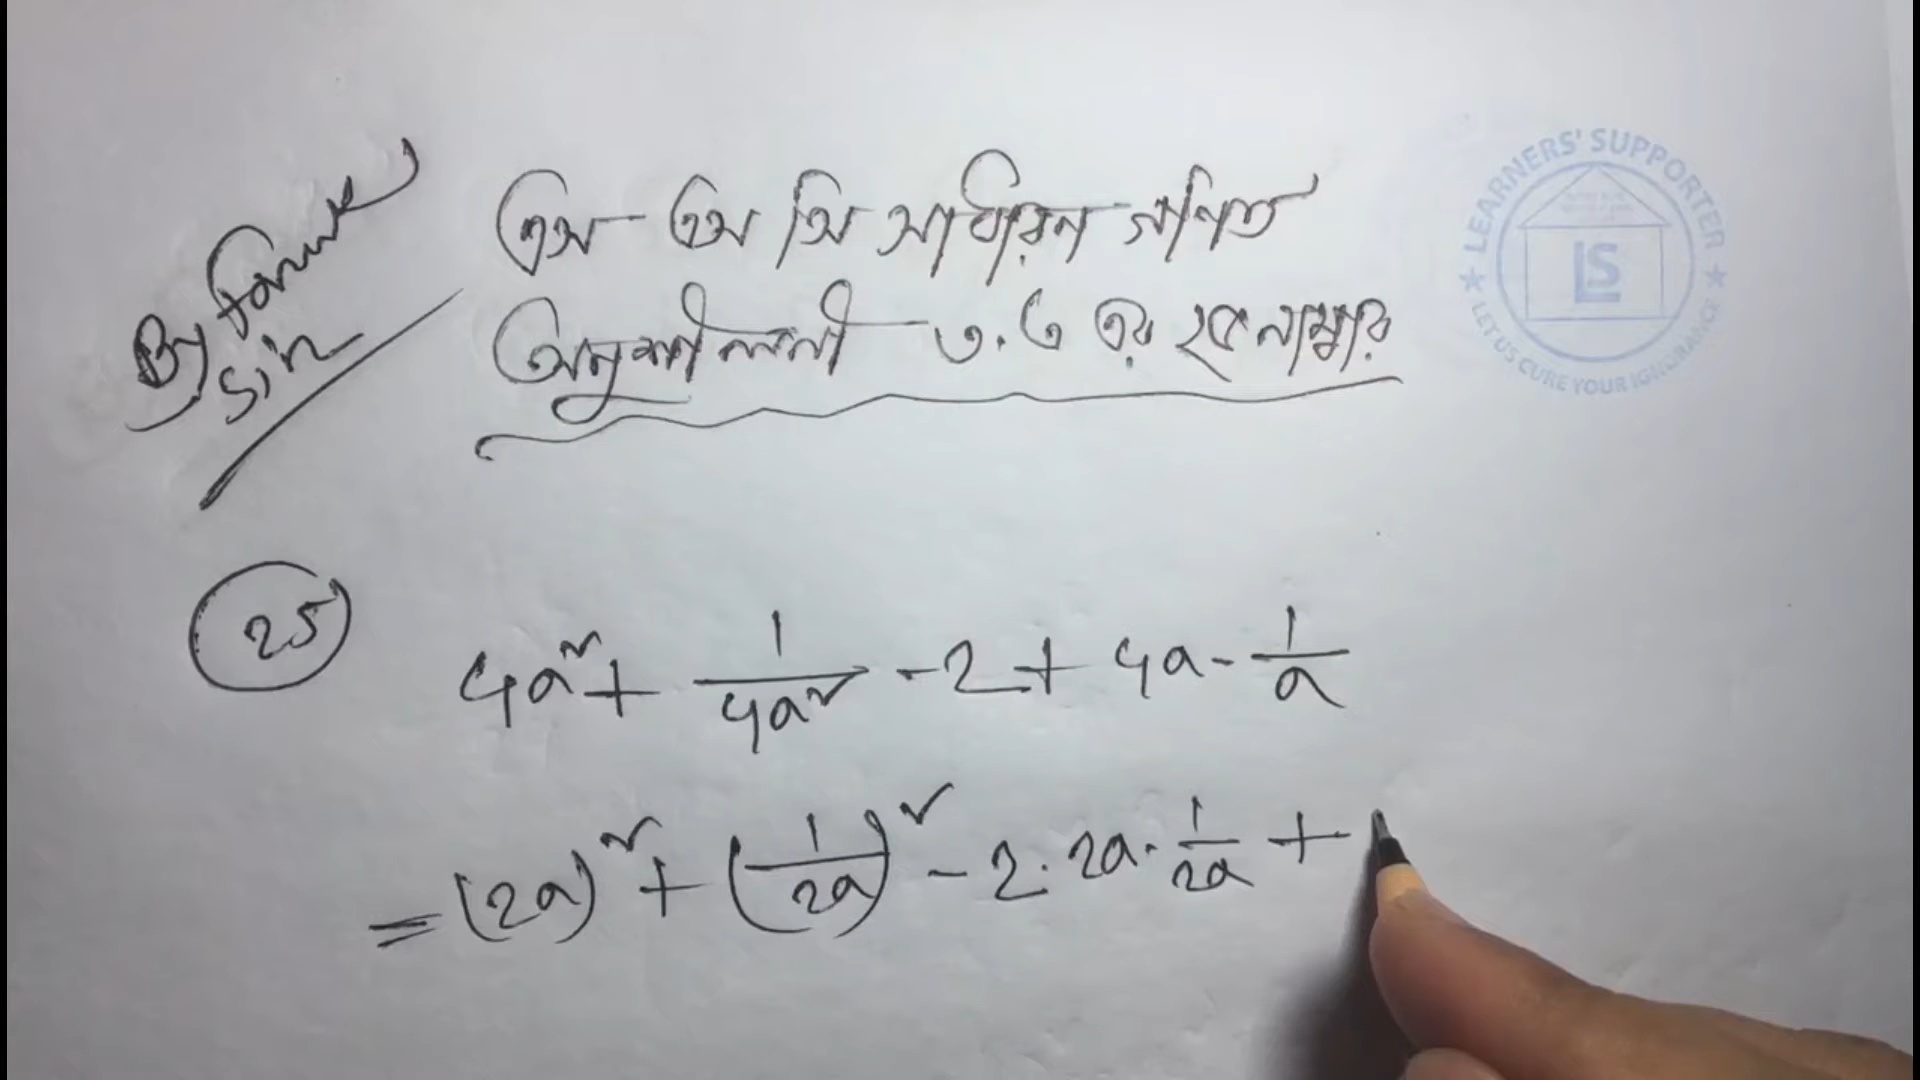 By Faruk
Sir
এস এস সি সাধারন গণিত
অনুশীলনী ৩.৩ এর ২৫ নাম্বার
LEARNERS' SUPPORTER
LS
LET US CURE YOUR IGNORANCE
25
4a² + 1/4a² - 2 + 4a - 1/a
= (2a)² + (1/2a)² - 2 . 2a . 1/2a +